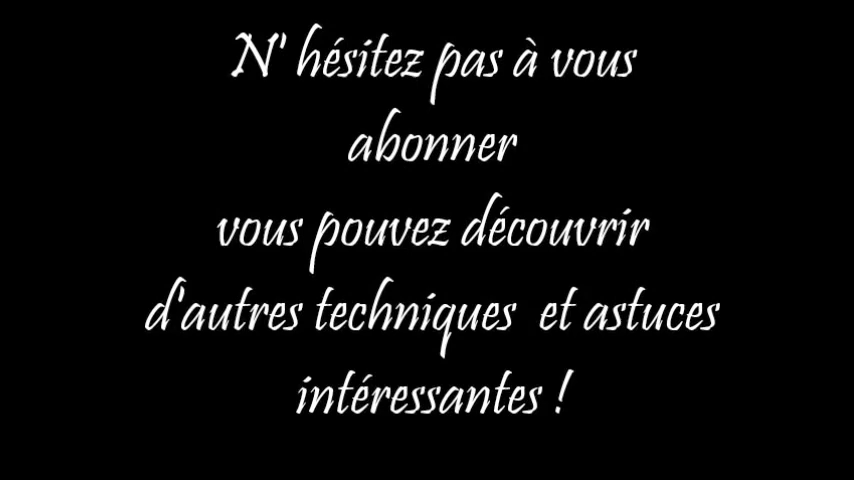 N' hésitez pas à vous
abonner
vous pouvez découvrir
d'autres techniques et astuces
intéressantes !